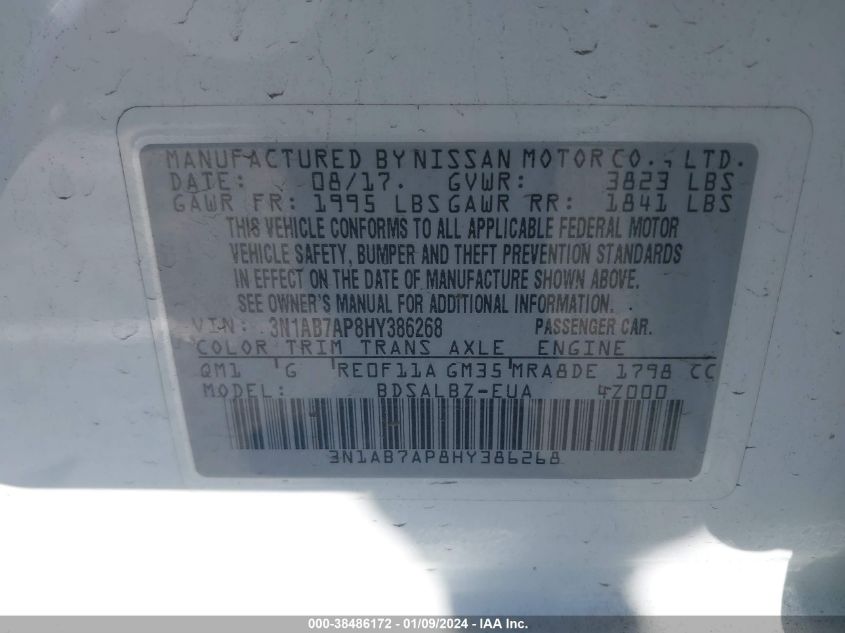 MANUFACTURED BY NISSAN MOTOR CO., LTD.
DATE: 08/17. GVWR: 3823 LBS
GAWR FR: 1995 LBS GAWR RR: 1841 LBS
THIS VEHICLE CONFORMS TO ALL APPLICABLE FEDERAL MOTOR
VEHICLE SAFETY, BUMPER AND THEFT PREVENTION STANDARDS
IN EFFECT ON THE DATE OF MANUFACTURE SHOWN ABOVE.
SEE OWNER'S MANUAL FOR ADDITIONAL INFORMATION.
VIN: 3N1AB7AP8HY386268 PASSENGER CAR.
COLOR TRIM TRANS AXLE ENGINE
QM1 G RE0F11A GM35 MRA8DE 1798 CC
MODEL: BDSALBZ-EUA 4Z000
3N1AB7AP8HY386268
000-38486172 - 01/09/2024 - IAA Inc.